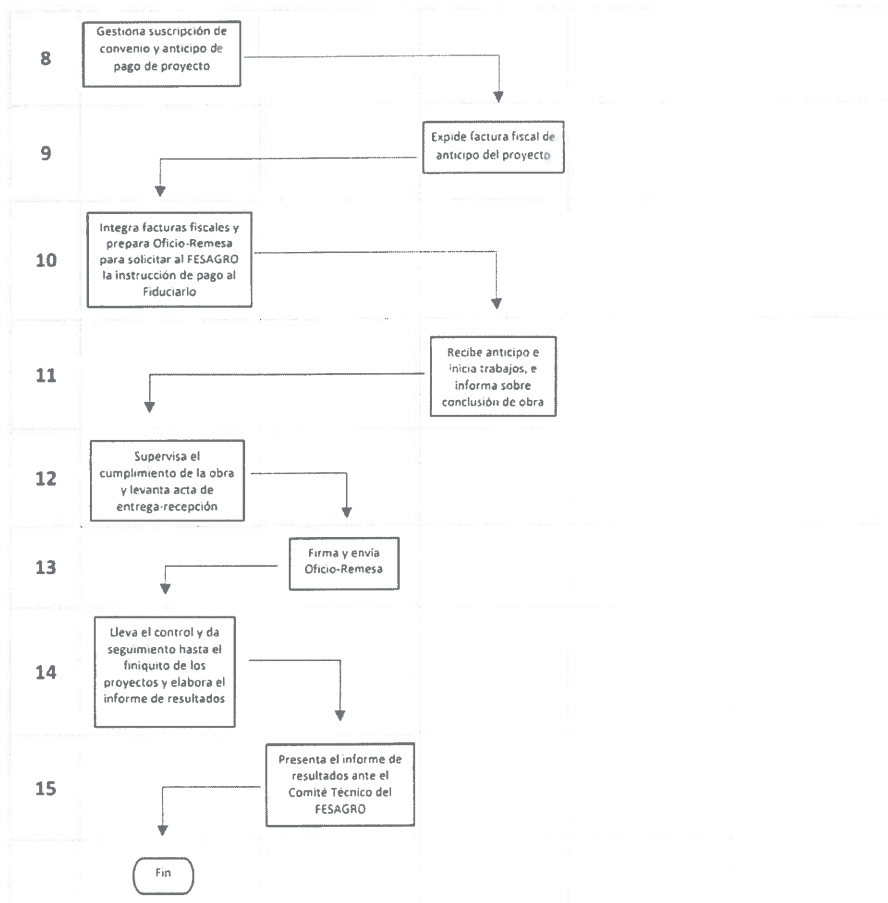 8
Gestiona suscripción de
convenio y anticipo de
pago de proyecto
9
Expide factura fiscal de
anticipo del proyecto
10
Integra facturas fiscales y
prepara Oficio-Remesa
para solicitar al FESAGRO
la instrucción de pago al
Fiduciario
11
Recibe anticipo e
inicia trabajos, e
informa sobre
conclusión de obra
12
Supervisa el
cumplimiento de la obra
y levanta acta de
entrega-recepción
13
Firma y envía
Oficio-Remesa
14
Lleva el control y da
seguimiento hasta el
finiquito de los
proyectos y elabora el
informe de resultados
15
Presenta el informe de
resultados ante el
Comité Técnico del
FESAGRO
Fin